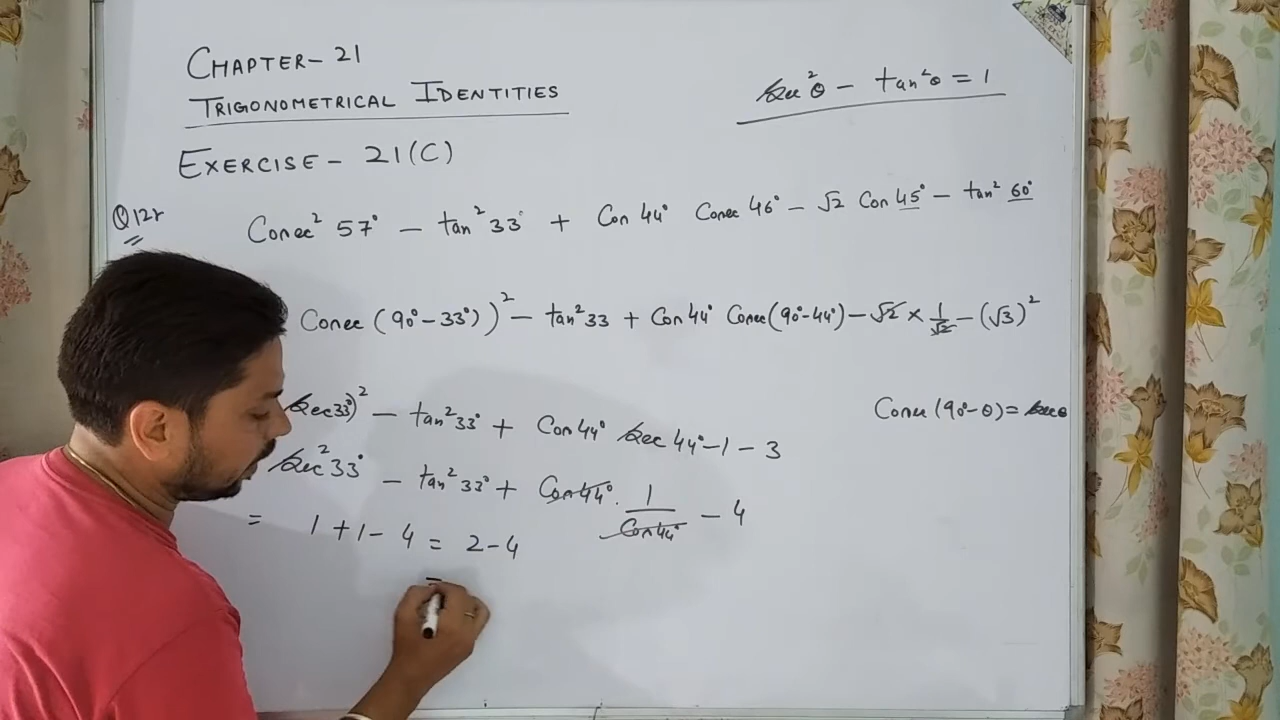 CHAPTER-21
TRIGONOMETRICAL IDENTITIES
sec²θ - tan²θ = 1
EXERCISE - 21(C)
Q12r
Cosec² 57° - tan² 33° + Cos 44° Cosec 46° - √2 Cos 45° - tan² 60°
Cosec (90° - 33°))² - tan² 33 + Cos 44° Cosec (90° - 44°) - √2 × 1/√2 - (√3)²
sec 33°)² - tan² 33° + Cos 44° sec 44° - 1 - 3
Cosec (90° - θ) = secθ
sec² 33° - tan² 33° + Cos 44° . 1/Cos 44° - 4
= 1 + 1 - 4 = 2 - 4